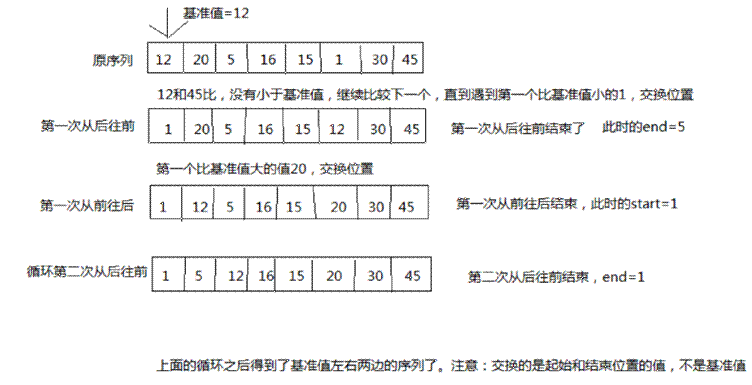 基准值=12
原序列 12 20 5 16 15 1 30 45
12和45比，没有小于基准值，继续比较下一个，直到遇到第一个比基准值小的1，交换位置
第一次从后往前 1 20 5 16 15 12 30 45 第一次从后往前结束了 此时的end=5
第一个比基准值大的值20，交换位置
第一次从前往后 1 12 5 16 15 20 30 45 第一次从前往后结束，此时的start=1
循环第二次从后往前 1 5 12 16 15 20 30 45 第二次从后往前结束，end=1
上面的循环之后得到了基准值左右两边的序列了。注意：交换的是起始和结束位置的值，不是基准值